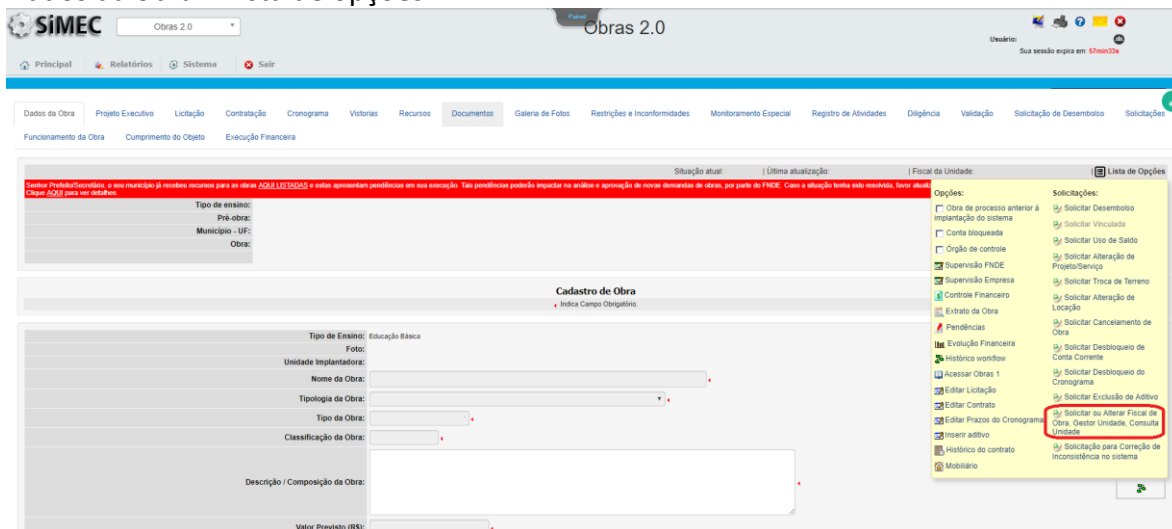 SiMEC
Obras 2.0
Painel
Obras 2.0
Usuário:
Sua sessão expira em: 57min33s
Principal Relatórios Sistema Sair
Dados da Obra Projeto Executivo Licitação Contratação Cronograma Vistorias Recursos Documentos Galeria de Fotos Restrições e Inconformidades Monitoramento Especial Registro de Atividades Diligência Validação Solicitação de Desembolso Solicitações
Funcionamento da Obra Cumprimento do Objeto Execução Financeira
Situação atual: | Última atualização: | Fiscal da Unidade: | Lista de Opções
Senhor Prefeito/Secretário, o seu município já recebeu recursos para as obras AQUI LISTADAS e estas apresentam pendências em sua execução. Tais pendências poderão impactar na análise e aprovação de novas demandas de obras, por parte do FNDE. Caso a situação tenha sido resolvida, favor
Clique AQUI para ver detalhes.
Tipo de ensino:
Pré-obra:
Município - UF:
Obra:
Opções:
Obra de processo anterior à
implantação do sistema
Conta bloqueada
Órgão de controle
Supervisão FNDE
Supervisão Empresa
Controle Financeiro
Extrato da Obra
Pendências
Evolução Financeira
Histórico workflow
Acessar Obras 1
Editar Licitação
Editar Contrato
Editar Prazos do Cronograma
Inserir aditivo
Histórico do contrato
Mobiliário
Solicitações:
Solicitar Desembolso
Solicitar Vinculada
Solicitar Uso de Saldo
Solicitar Alteração de
Projeto/Serviço
Solicitar Troca de Terreno
Solicitar Alteração de
Locação
Solicitar Cancelamento de
Obra
Solicitar Desbloqueio de
Conta Corrente
Solicitar Desbloqueio do
Cronograma
Solicitar Exclusão de Aditivo
Solicitar ou Alterar Fiscal de
Obra, Gestor Unidade, Consulta
Unidade
Solicitação para Correção de
Inconsistência no sistema
Cadastro de Obra
Indica Campo Obrigatório.
Tipo de Ensino: Educação Básica
Foto:
Unidade Implantadora:
Nome da Obra:
Tipologia da Obra:
Tipo da Obra:
Classificação da Obra:
Descrição / Composição da Obra:
Valor Previsto (R$):